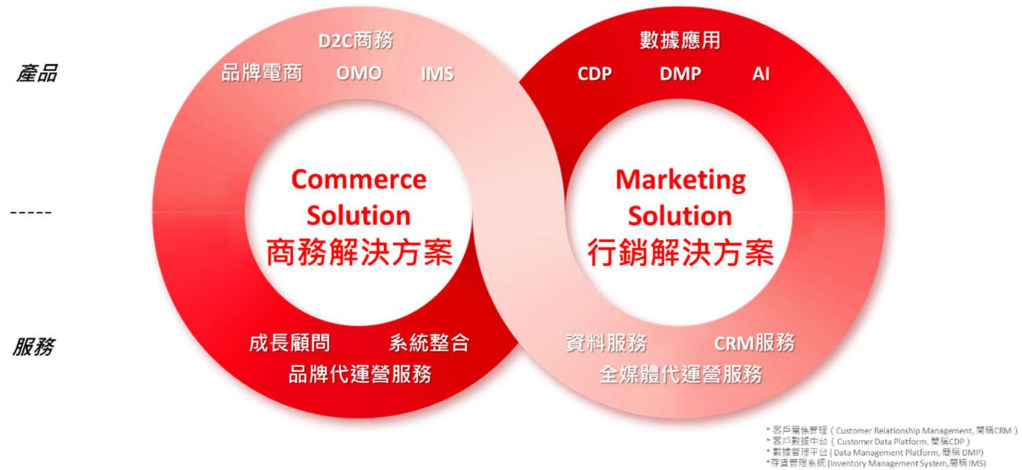 產品
D2C商務
品牌電商 OMO IMS
數據應用
CDP DMP AI
Commerce
Solution
商務解決方案
Marketing
Solution
行銷解決方案
-----
服務
成長顧問 系統整合
品牌代運營服務
資料服務 CRM服務
全媒體代運營服務
* 客戶關係管理 ( Customer Relationship Management, 簡稱CRM )
* 客戶數據中台 ( Customer Data Platform, 簡稱CDP )
* 數據管理平台 ( Data Management Platform, 簡稱 DMP)
*存貨管理系統 (Inventory Management System,簡稱 IMS)